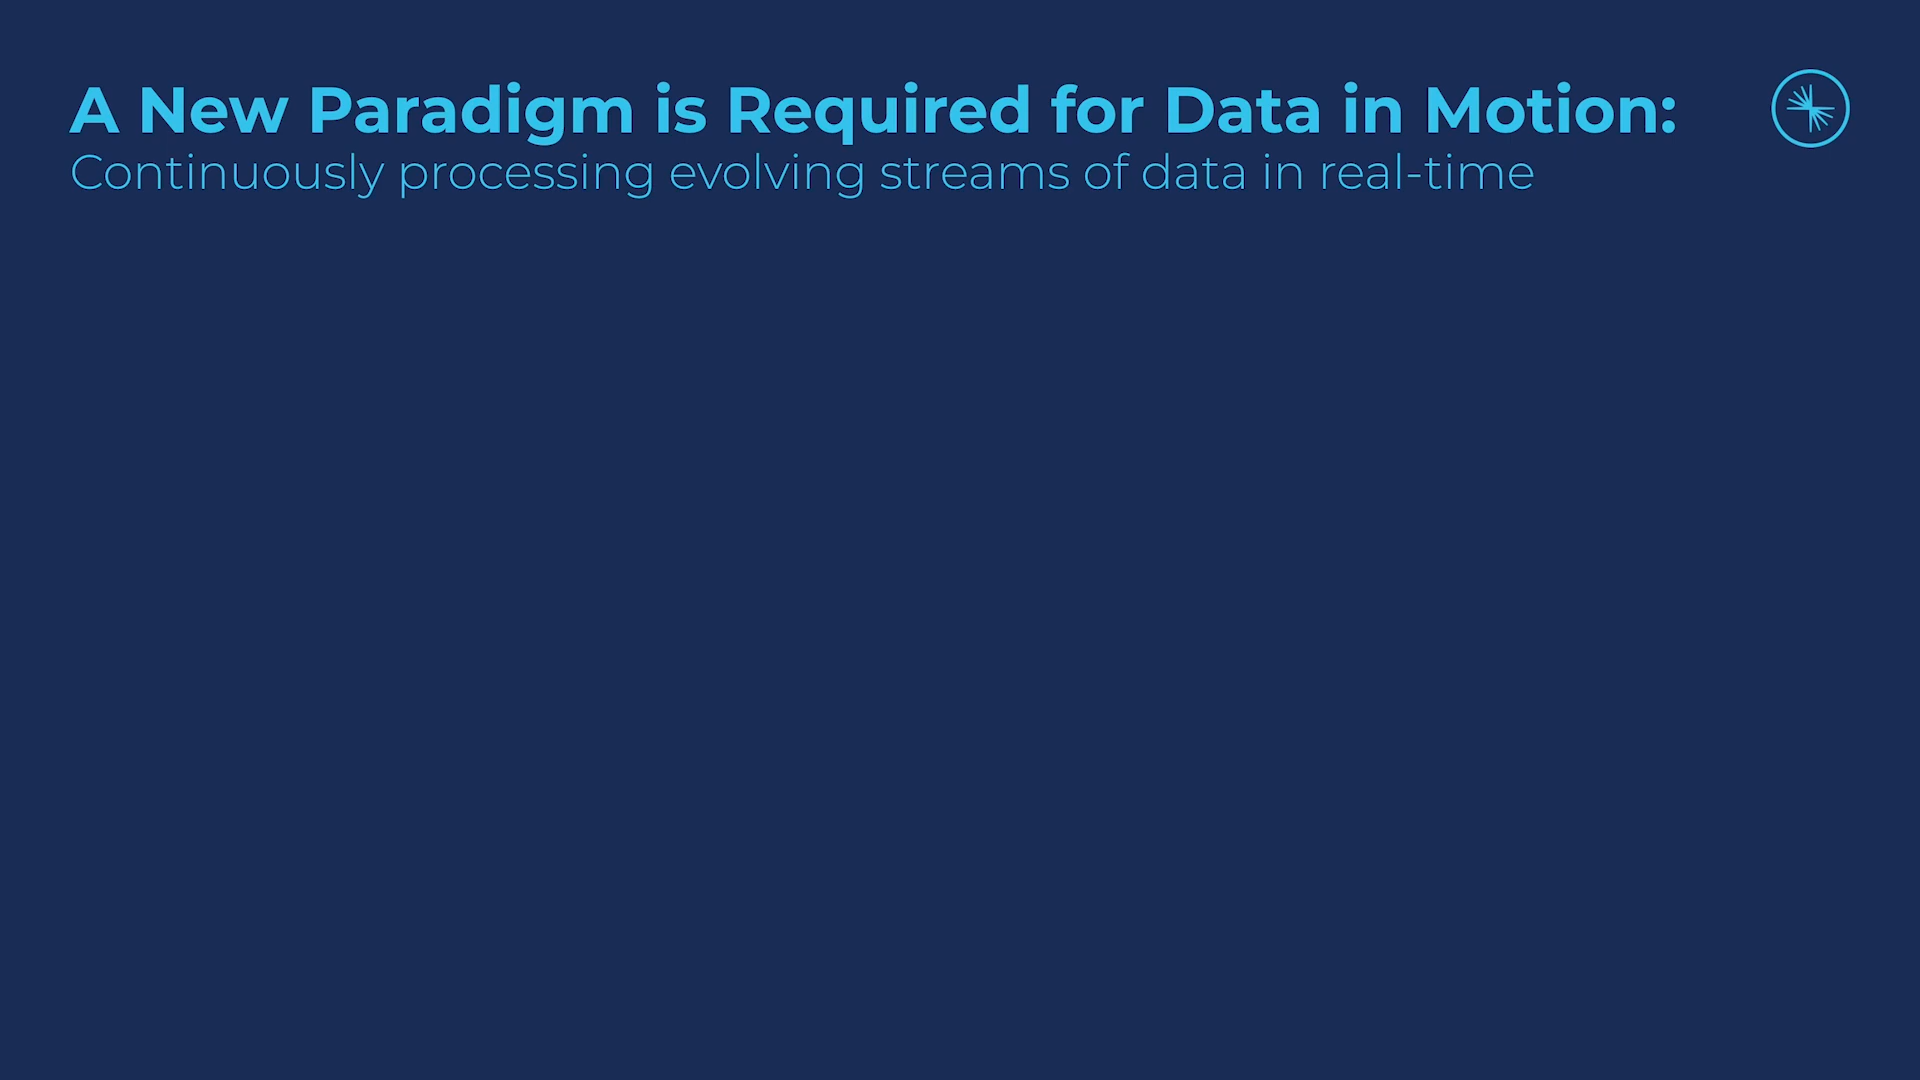 A New Paradigm is Required for Data in Motion:
Continuously processing evolving streams of data in real-time